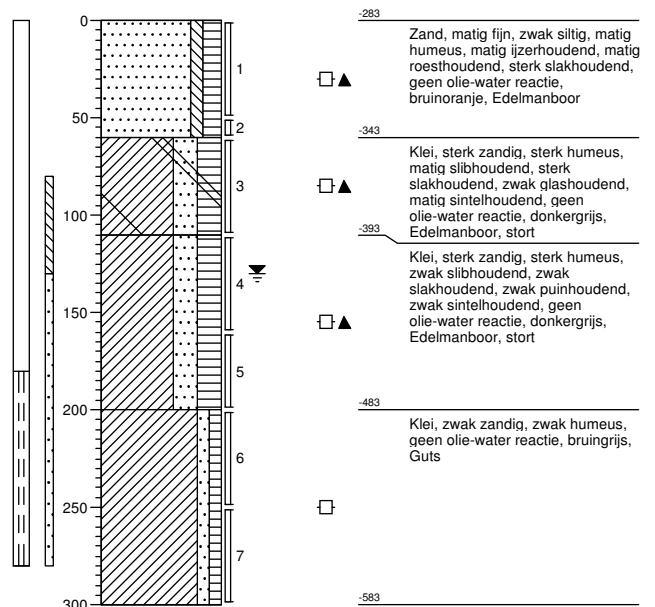 0
50
100
150
200
250
300
1
2
3
4
5
6
7
-283
Zand, matig fijn, zwak siltig, matig
humeus, matig ijzerhoudend, matig
roesthoudend, sterk slakhoudend,
geen olie-water reactie,
bruinoranje, Edelmanboor
-343
Klei, sterk zandig, sterk humeus,
matig slibhoudend, sterk
slakhoudend, zwak glashoudend,
matig sintelhoudend, geen
olie-water reactie, donkergrijs,
Edelmanboor, stort
-393
Klei, sterk zandig, sterk humeus,
zwak slibhoudend, zwak
slakhoudend, zwak puinhoudend,
zwak sintelhoudend, geen
olie-water reactie, donkergrijs,
Edelmanboor, stort
-483
Klei, zwak zandig, zwak humeus,
geen olie-water reactie, bruingrijs,
Guts
-583